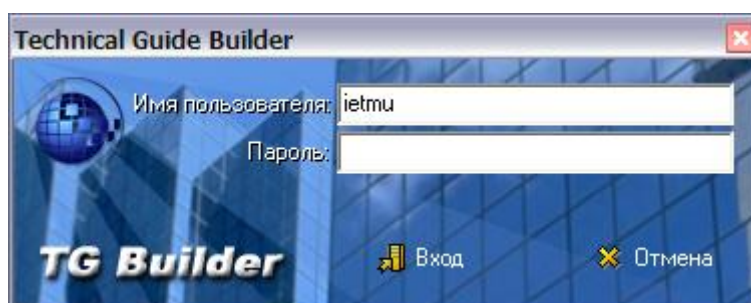 Technical Guide Builder
Имя пользователя: ietmu
Пароль:
TG Builder
Вход
Отмена